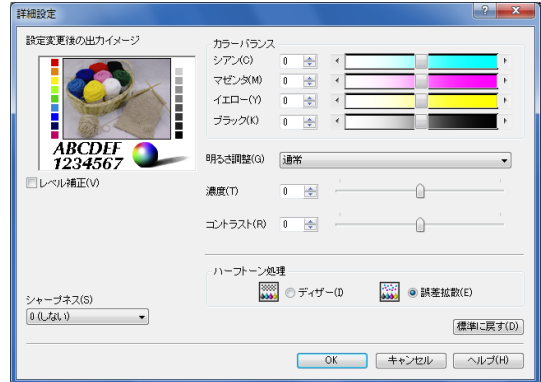 詳細設定
設定変更後の出力イメージ
ABCDEF
1234567
レベル補正(V)
シャープネス(S)
0 (しない)
カラーバランス
シアン(C) 0
マゼンタ(M) 0
イエロー(Y) 0
ブラック(K) 0
明るさ調整(G) 通常
濃度(T) 0
コントラスト(R) 0
ハーフトーン処理
ディザー(I) 誤差拡散(E)
標準に戻す(D)
OK キャンセル ヘルプ(H)